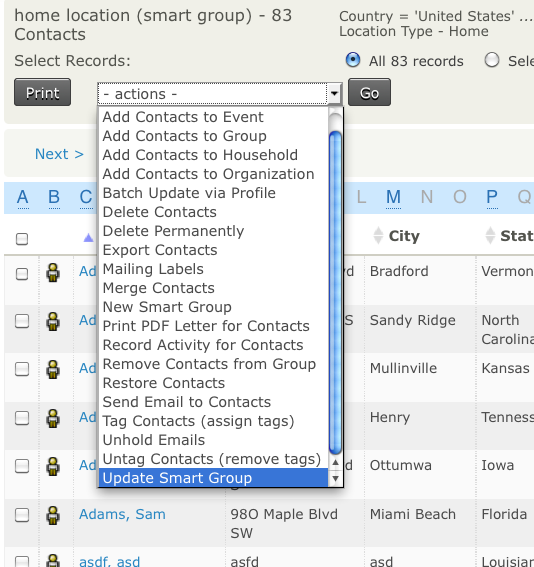 home location (smart group) - 83
Contacts
Country = 'United States' ...
Location Type - Home
Select Records:
All 83 records
Sele
Print
- actions -
Go
Add Contacts to Event
Add Contacts to Group
Add Contacts to Household
Add Contacts to Organization
Batch Update via Profile
Delete Contacts
Delete Permanently
Export Contacts
Mailing Labels
Merge Contacts
New Smart Group
Print PDF Letter for Contacts
Record Activity for Contacts
Remove Contacts from Group
Restore Contacts
Send Email to Contacts
Tag Contacts (assign tags)
Unhold Emails
Untag Contacts (remove tags)
Update Smart Group
Next >
A B C L M N O P Q
City Stat
Ad vd Bradford Vermon
Ad S Sandy Ridge North
Carolina
Ad Mullinville Kansas
Ad Henry Tenness
Ad d Ottumwa Iowa
Adams, Sam 98O Maple Blvd Miami Beach Florida
SW
asdf, asd asfd asd Louisian